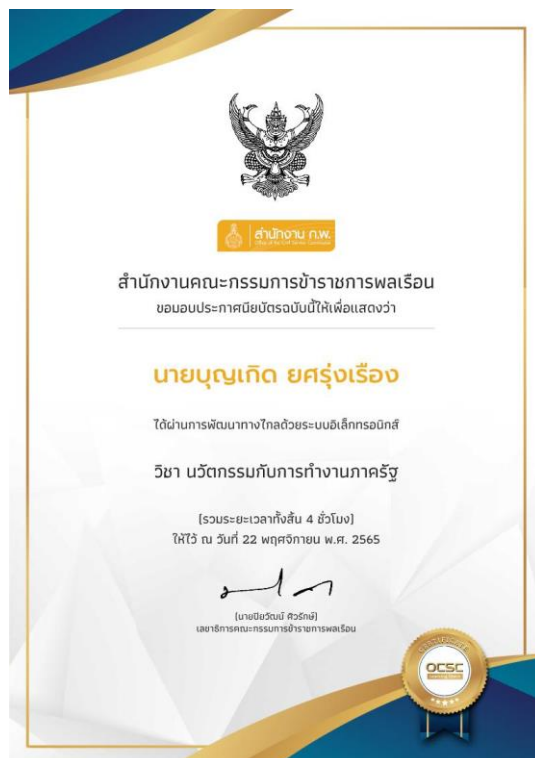 สำนักงาน ก.พ.
Office of the Civil Service Commission
สำนักงานคณะกรรมการข้าราชการพลเรือน
ขอมอบประกาศนียบัตรฉบับนี้ให้เพื่อแสดงว่า
นายบุญเกิด ยศรุ่งเรือง
ได้ผ่านการพัฒนาทางไกลด้วยระบบอิเล็กทรอนิกส์
วิชา นวัตกรรมกับการทำงานภาครัฐ
(รวมระยะเวลาทั้งสิ้น 4 ชั่วโมง)
ให้ไว้ ณ วันที่ 22 พฤศจิกายน พ.ศ. 2565
(นายปิยวัฒน์ ศิวรักษ์)
เลขาธิการคณะกรรมการข้าราชการพลเรือน
CERTIFICATE
OCSC
Learning Space